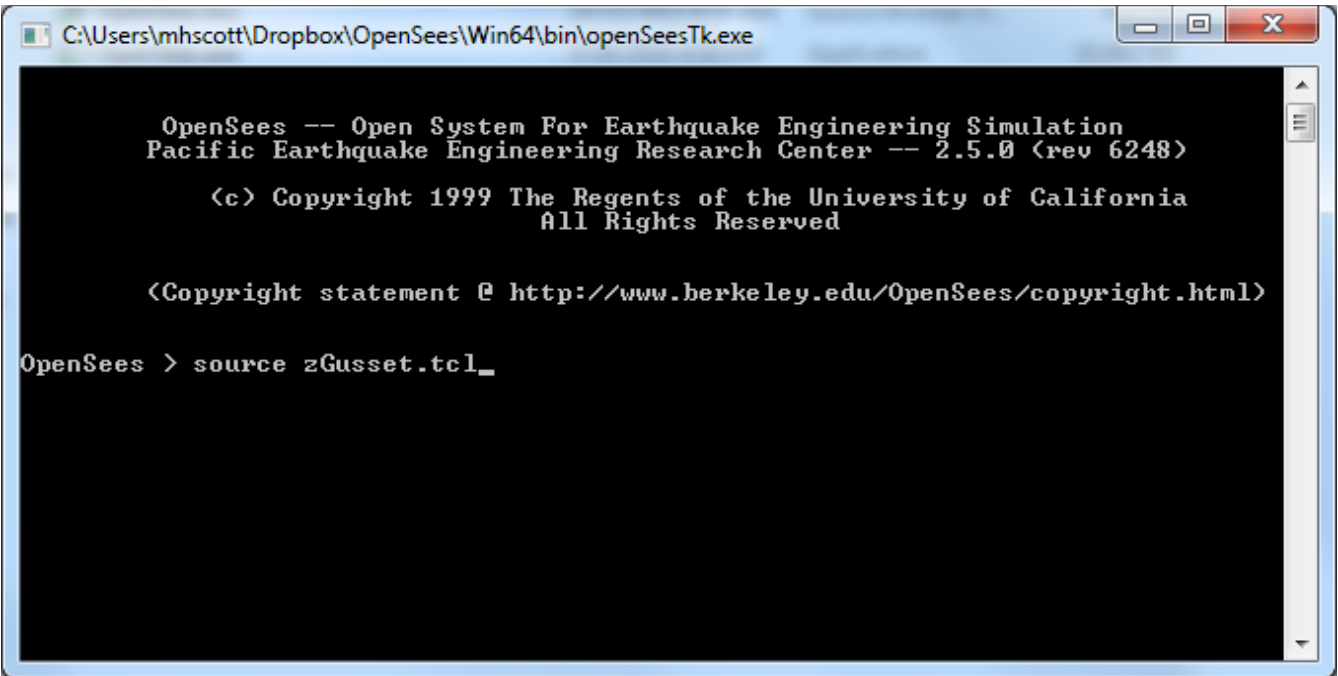 C:\Users\mhscott\Dropbox\OpenSees\Win64\bin\openSeesTk.exe
OpenSees -- Open System For Earthquake Engineering Simulation
Pacific Earthquake Engineering Research Center -- 2.5.0 (rev 6248)
(c) Copyright 1999 The Regents of the University of California
All Rights Reserved
(Copyright statement @ http://www.berkeley.edu/OpenSees/copyright.html)
OpenSees > source zGusset.tcl_